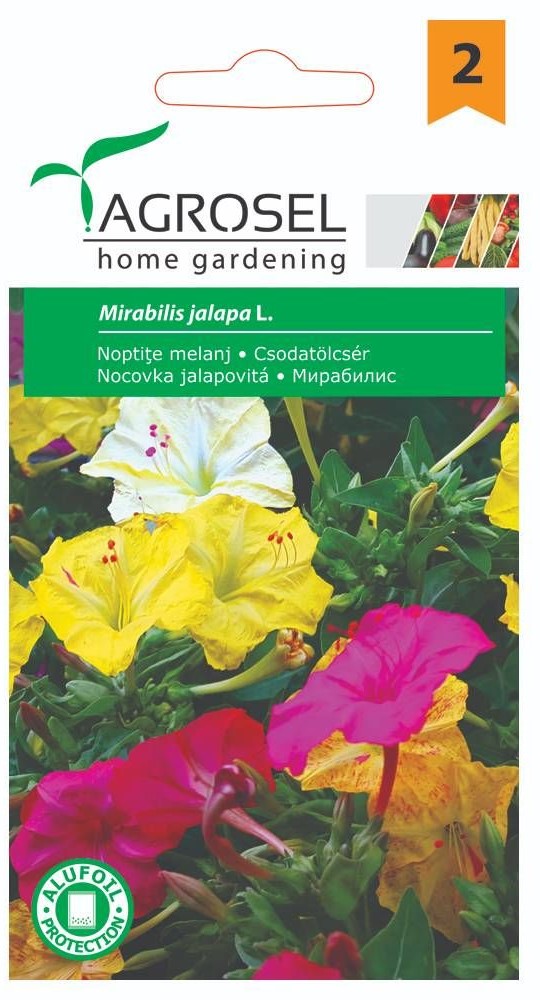 2
AGROSEL
home gardening
Mirabilis jalapa L.
Noptiţe melanj • Csodatölcsér
Nocovka jalapovitá • Мирабилис
ALUFOIL
• PROTECTION •